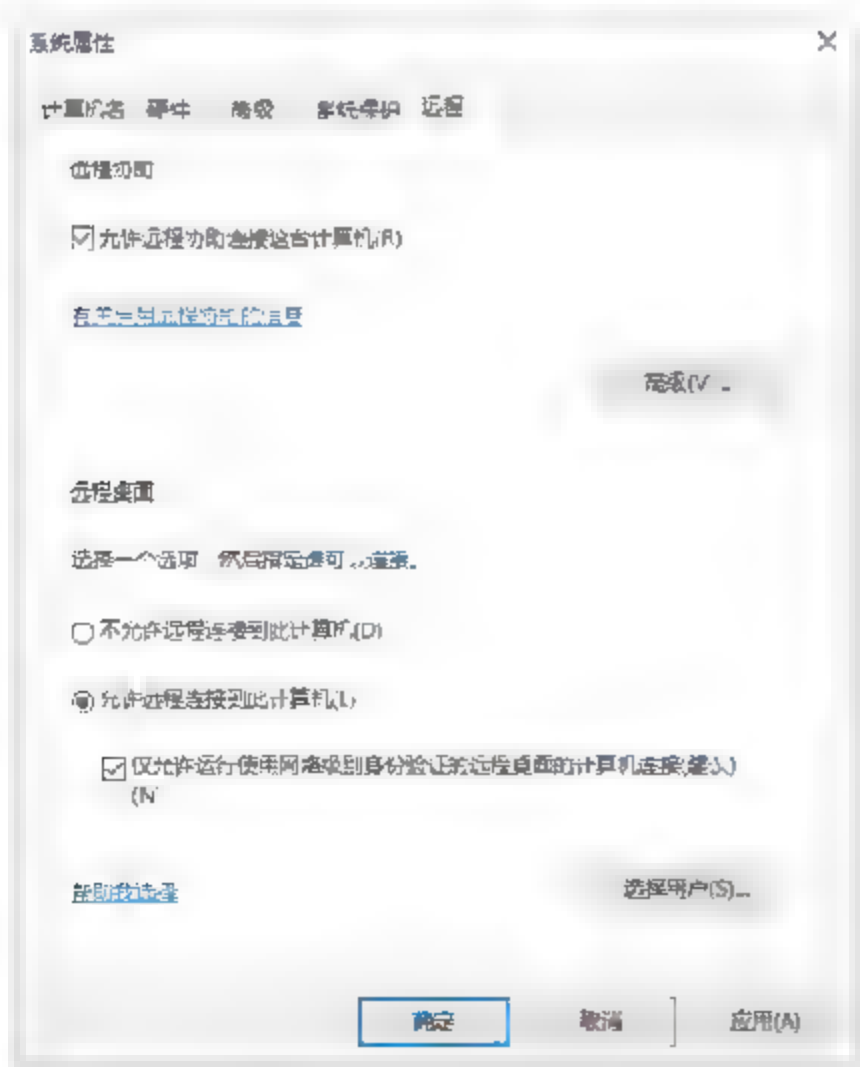 系统属性
计算机名 硬件 高级 系统保护 远程
远程协助
允许远程协助连接这台计算机(R)
有关启用远程协助的信息
高级(V)...
远程桌面
选择一个选项，然后指定谁可以连接。
不允许远程连接到此计算机(D)
允许远程连接到此计算机(L)
仅允许运行使用网络级别身份验证的远程桌面的计算机连接(建议)
(N)
帮助我选择
选择用户(S)...
确定 取消 应用(A)